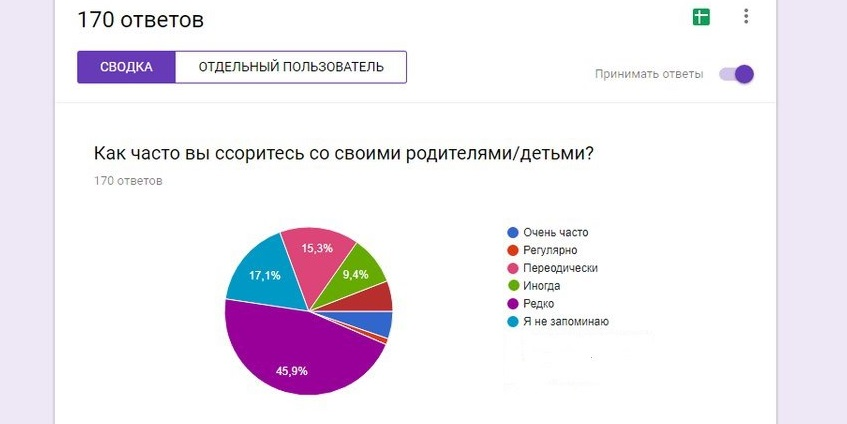 170 ответов
СВОДКА
ОТДЕЛЬНЫЙ ПОЛЬЗОВАТЕЛЬ
Принимать ответы
Как часто вы ссоритесь со своими родителями/детьми?
170 ответов
15,3%
17,1%
9,4%
45,9%
Очень часто
Регулярно
Переодически
Иногда
Редко
Я не запоминаю